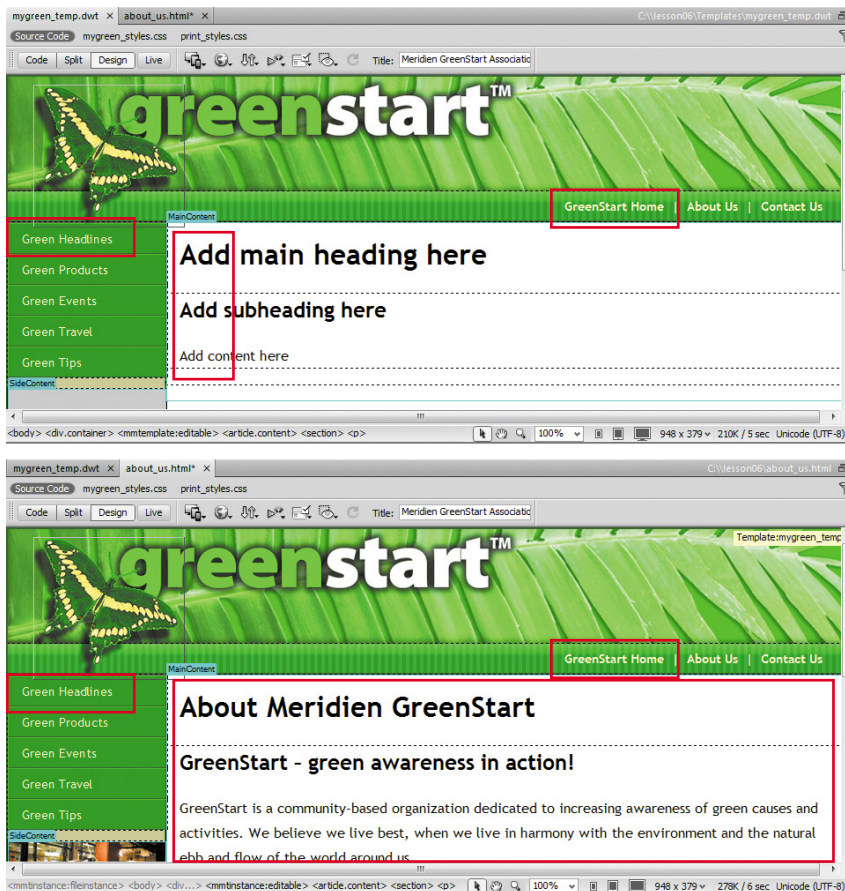 mygreen_temp.dwt × about_us.html* × C:\\lesson06\Templates\mygreen_temp.dwt
Source Code mygreen_styles.css print_styles.css
Code Split Design Live Title: Meridien GreenStart Associatio
greenstart™
GreenStart Home | About Us | Contact Us
MainContent
Green Headlines
Green Products
Green Events
Green Travel
Green Tips
SideContent
Add main heading here
Add subheading here
Add content here
<body> <div.container> <mmtemplate:editable> <article.content> <section> <p> 100% 948 x 379 210K / 5 sec Unicode (UTF-8)
mygreen_temp.dwt × about_us.html* × C:\\lesson06\about_us.html
Source Code mygreen_styles.css print_styles.css
Code Split Design Live Title: Meridien GreenStart Associatio
Template:mygreen_temp
greenstart™
GreenStart Home | About Us | Contact Us
MainContent
Green Headlines
Green Products
Green Events
Green Travel
Green Tips
SideContent
About Meridien GreenStart
GreenStart – green awareness in action!
GreenStart is a community-based organization dedicated to increasing awareness of green causes and
activities. We believe we live best, when we live in harmony with the environment and the natural
ebb and flow of the world around us
<mmtinstance:fileinstance> <body> <div...> <mmtinstance:editable> <article.content> <section> <p> 100% 948 x 379 278K / 6 sec Unicode (UTF-8)